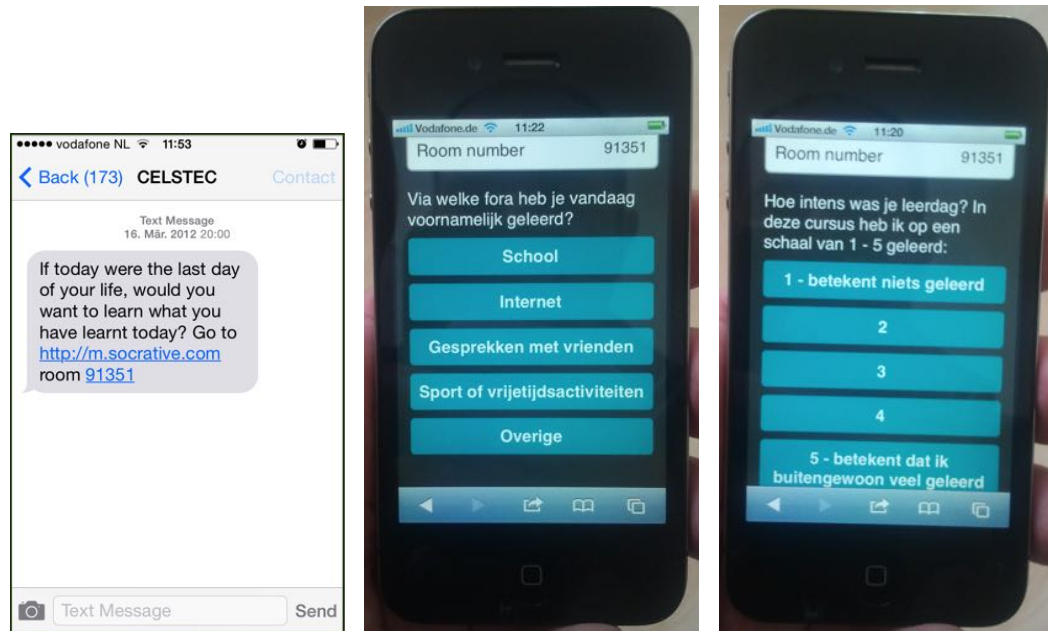 vodafone NL 11:53
Back (173) CELSTEC Contact
Text Message
16. Mär. 2012 20:00
If today were the last day
of your life, would you
want to learn what you
have learnt today? Go to
http://m.socrative.com
room 91351
Text Message Send
Vodafone.de 11:22
Room number 91351
Via welke fora heb je vandaag
voornamelijk geleerd?
School
Internet
Gesprekken met vrienden
Sport of vrijetijdsactiviteiten
Overige
Vodafone.de 11:20
Room number 91351
Hoe intens was je leerdag? In
deze cursus heb ik op een
schaal van 1 - 5 geleerd:
1 - betekent niets geleerd
2
3
4
5 - betekent dat ik
buitengewoon veel geleerd